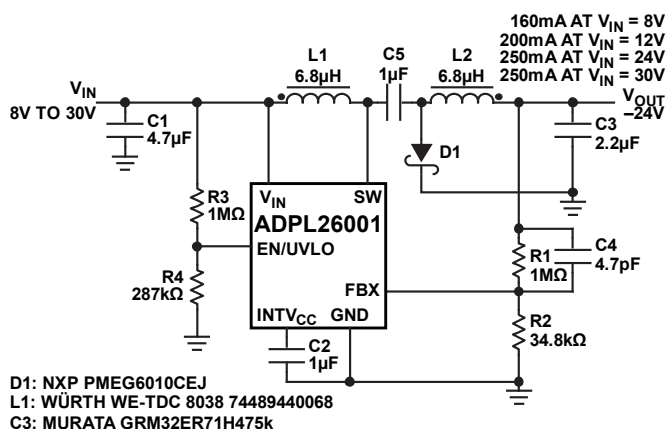 160mA AT VIN = 8V
200mA AT VIN = 12V
250mA AT VIN = 24V
250mA AT VIN = 30V
L1
6.8µH
C5
1µF
L2
6.8µH
VIN
8V TO 30V
VOUT
–24V
C1
4.7µF
C3
2.2µF
D1
R3
1MΩ
VIN
SW
ADPL26001
EN/UVLO
R4
287kΩ
FBX
R1
1MΩ
C4
4.7pF
INTVCC
GND
C2
1µF
R2
34.8kΩ
D1: NXP PMEG6010CEJ
L1: WÜRTH WE-TDC 8038 74489440068
C3: MURATA GRM32ER71H475k